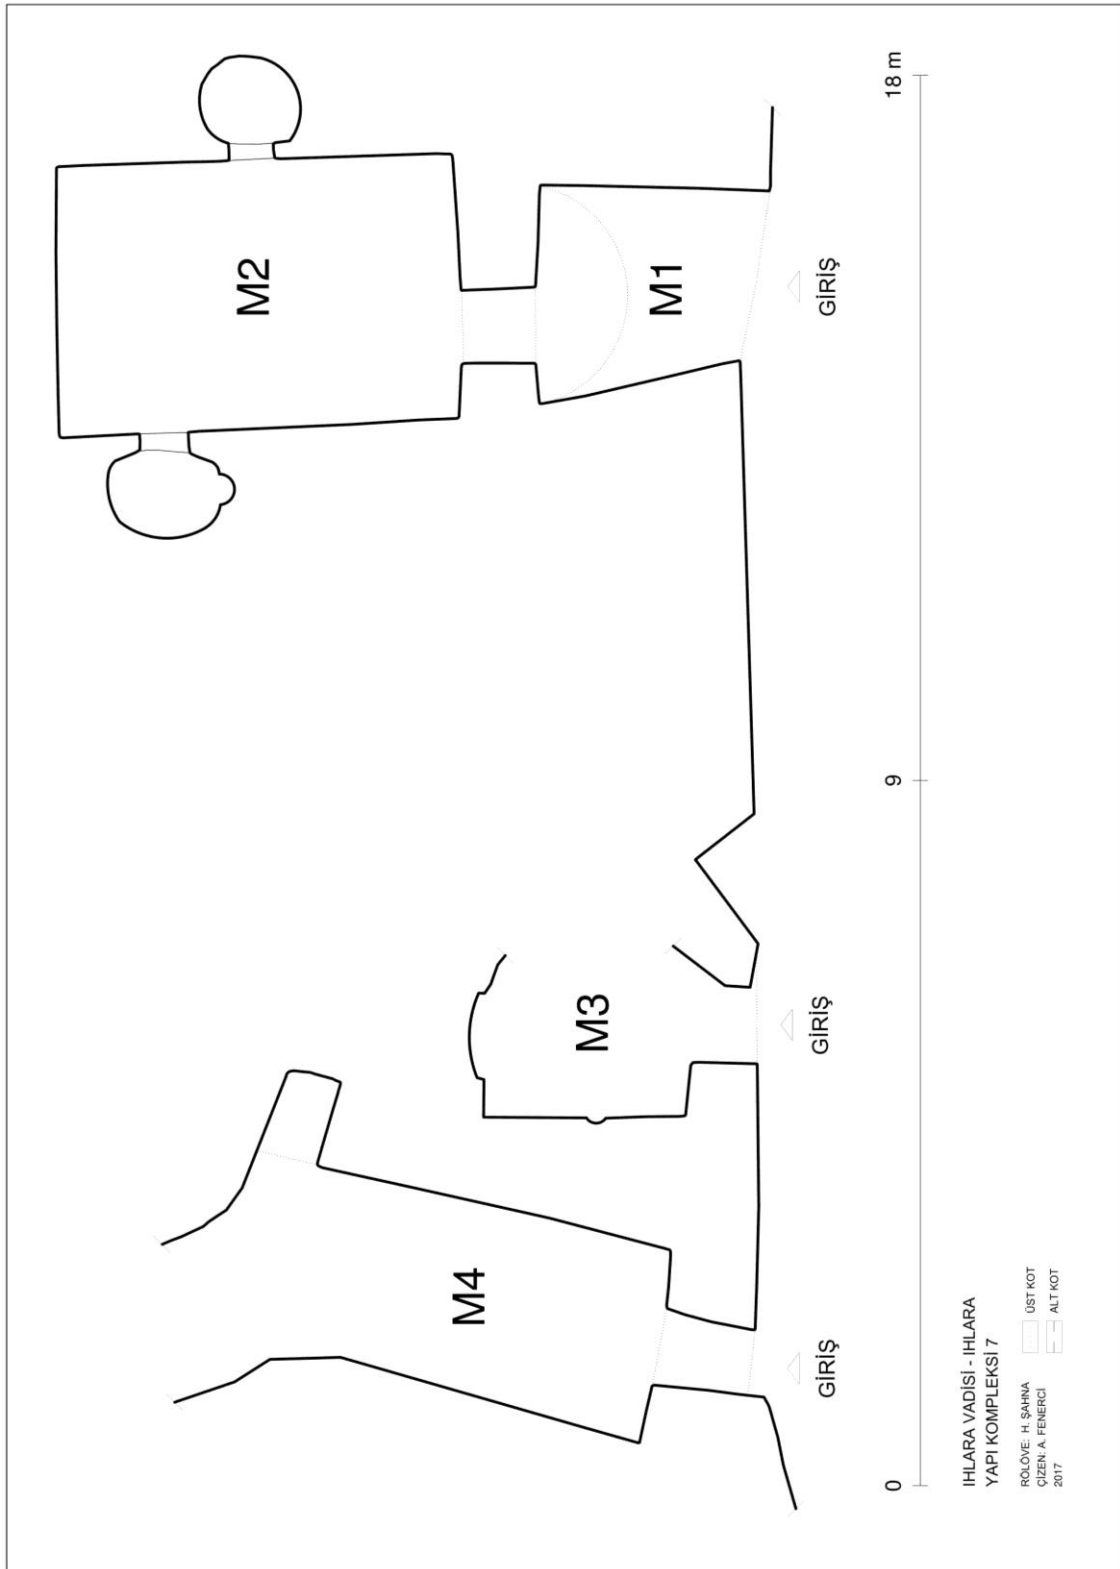 M4
M3
M2
M1
GİRİŞ
GİRİŞ
GİRİŞ
0
9
18 m
IHLARA VADİSİ - IHLARA
YAPI KOMPLEKSİ 7
RÖLÖVE: H. ŞAHNA
ÇİZEN: A. FENERCİ
2017
ÜST KOT
ALT KOT